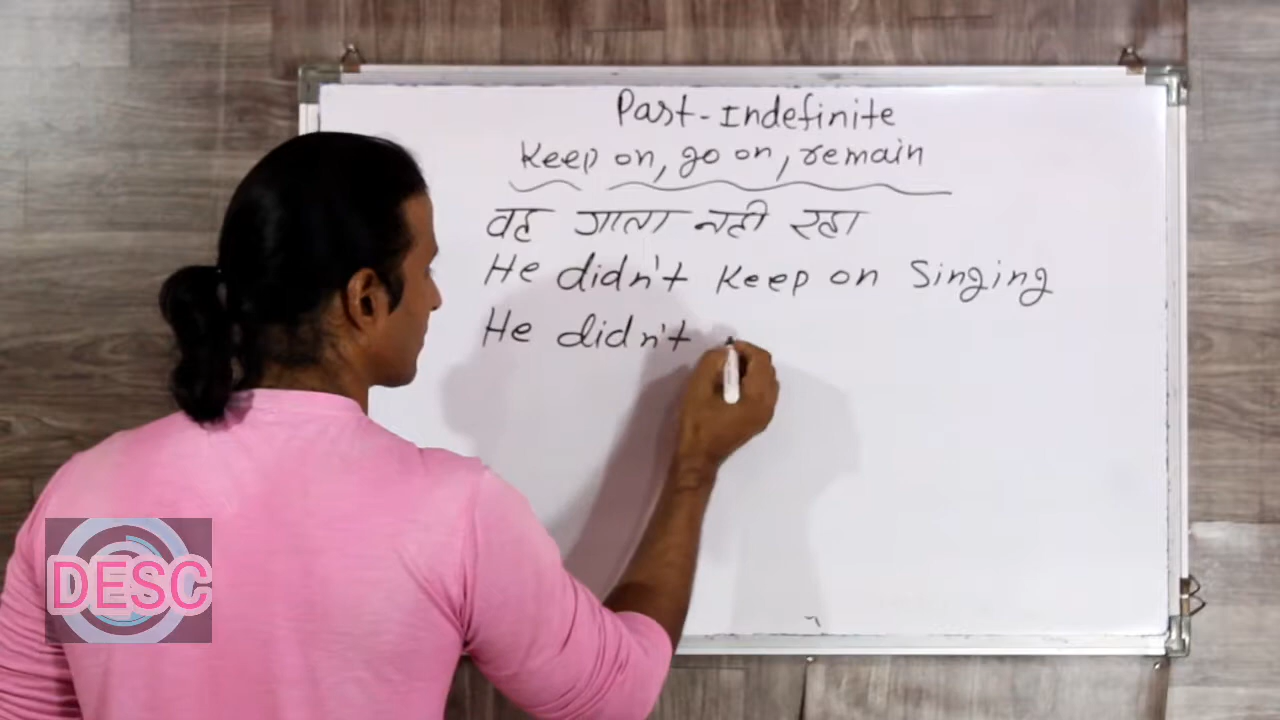 Past-Indefinite
Keep on, go on, remain
वह गाता नही रहा
He didn't Keep on Singing
He didn't
DESC